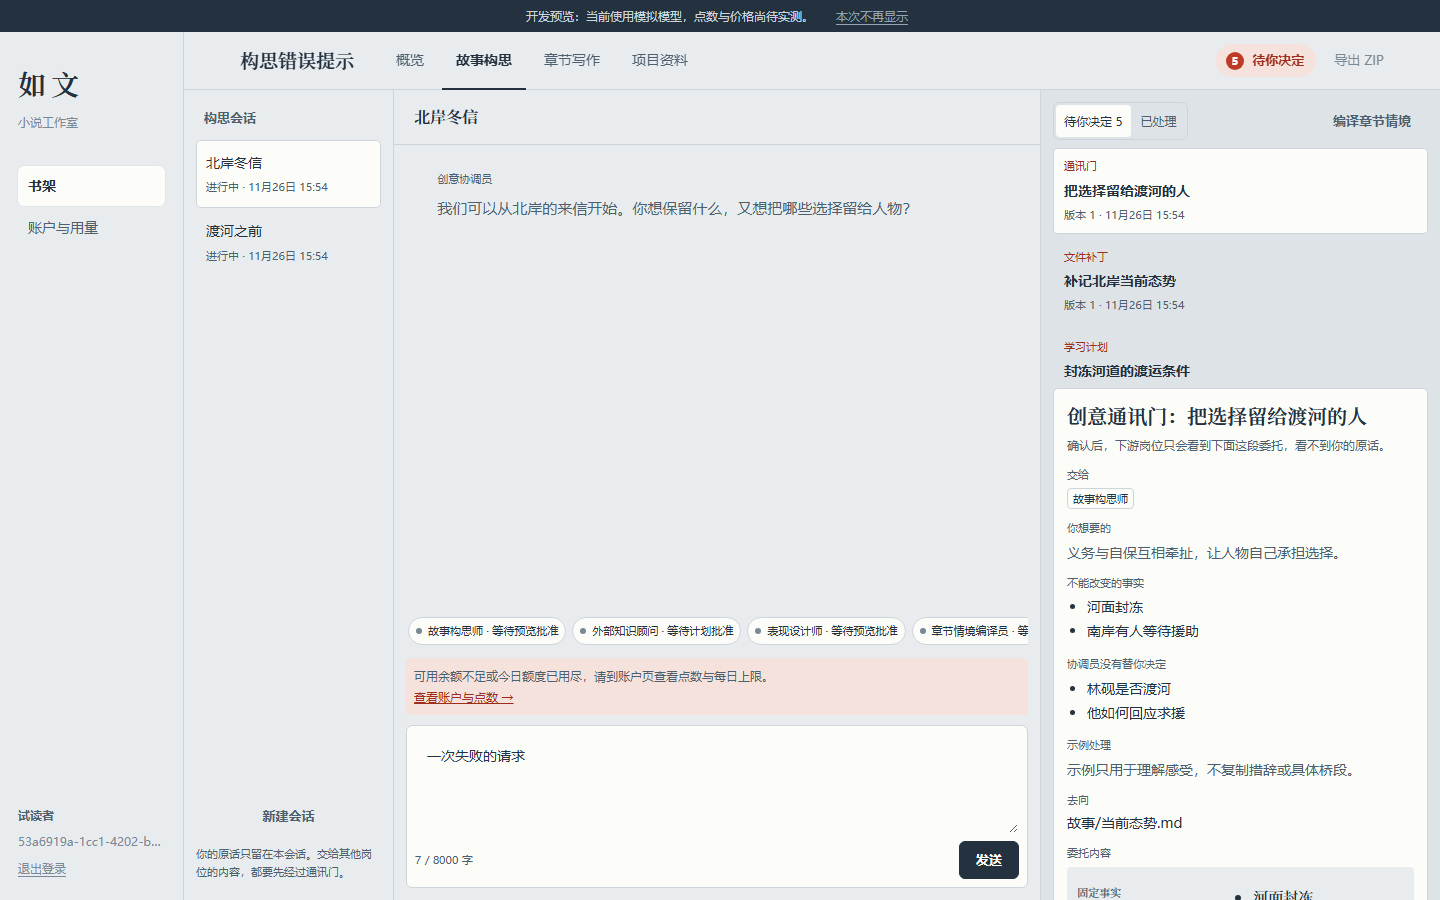 开发预览：当前使用模拟模型，点数与价格尚待实测。 本次不再显示
如文
小说工作室
书架
账户与用量
试读者
53a6919a-1cc1-4202-b...
退出登录
构思错误提示 概览 故事构思 章节写作 项目资料 5 待你决定 导出 ZIP
构思会话
北岸冬信
进行中 · 11月26日 15:54
渡河之前
进行中 · 11月26日 15:54
新建会话
你的原话只留在本会话。交给其他岗
位的内容，都要先经过通讯门。
北岸冬信
创意协调员
我们可以从北岸的来信开始。你想保留什么，又想把哪些选择留给人物？
故事构思师 · 等待预览批准 外部知识顾问 · 等待计划批准 表现设计师 · 等待预览批准 章节情境编译员 · 等
可用余额不足或今日额度已用尽，请到账户页查看点数与每日上限。
查看账户与点数 →
一次失败的请求
7 / 8000 字 发送
待你决定 5 已处理 编译章节情境
通讯门
把选择留给渡河的人
版本 1 · 11月26日 15:54
文件补丁
补记北岸当前态势
版本 1 · 11月26日 15:54
学习计划
封冻河道的渡运条件
创意通讯门：把选择留给渡河的人
确认后，下游岗位只会看到下面这段委托，看不到你的原话。
交给
故事构思师
你想要的
义务与自保互相牵扯，让人物自己承担选择。
不能改变的事实
• 河面封冻
• 南岸有人等待援助
协调员没有替你决定
• 林砚是否渡河
• 他如何回应求援
示例处理
示例只用于理解感受，不复制措辞或具体桥段。
去向
故事/当前态势.md
委托内容
固定事实 • 河面封冻